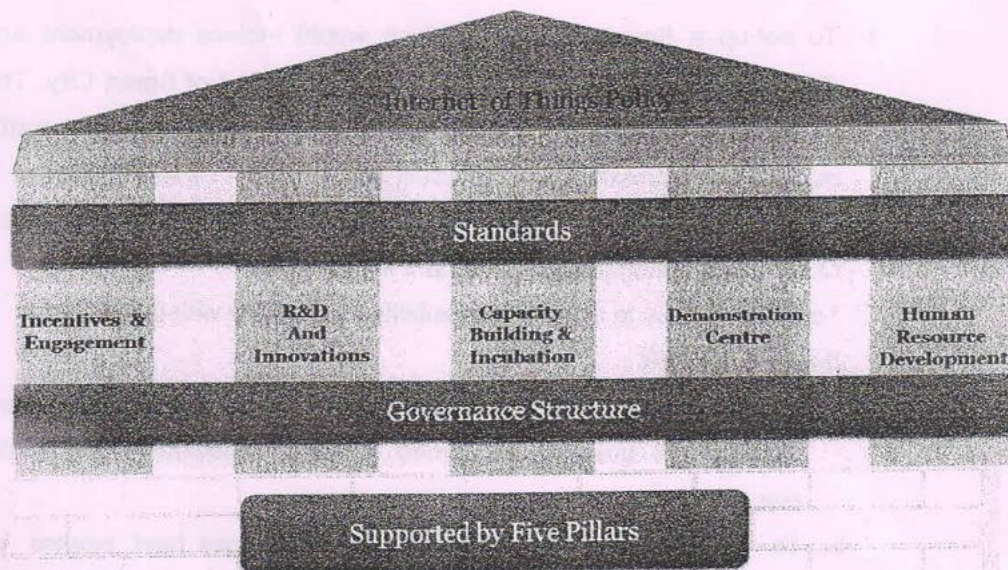 Internet of Things Policy
Standards
Incentives &
Engagement
R&D
And
Innovations
Capacity
Building &
Incubation
Demonstration
Centre
Human
Resource
Development
Governance Structure
Supported by Five Pillars